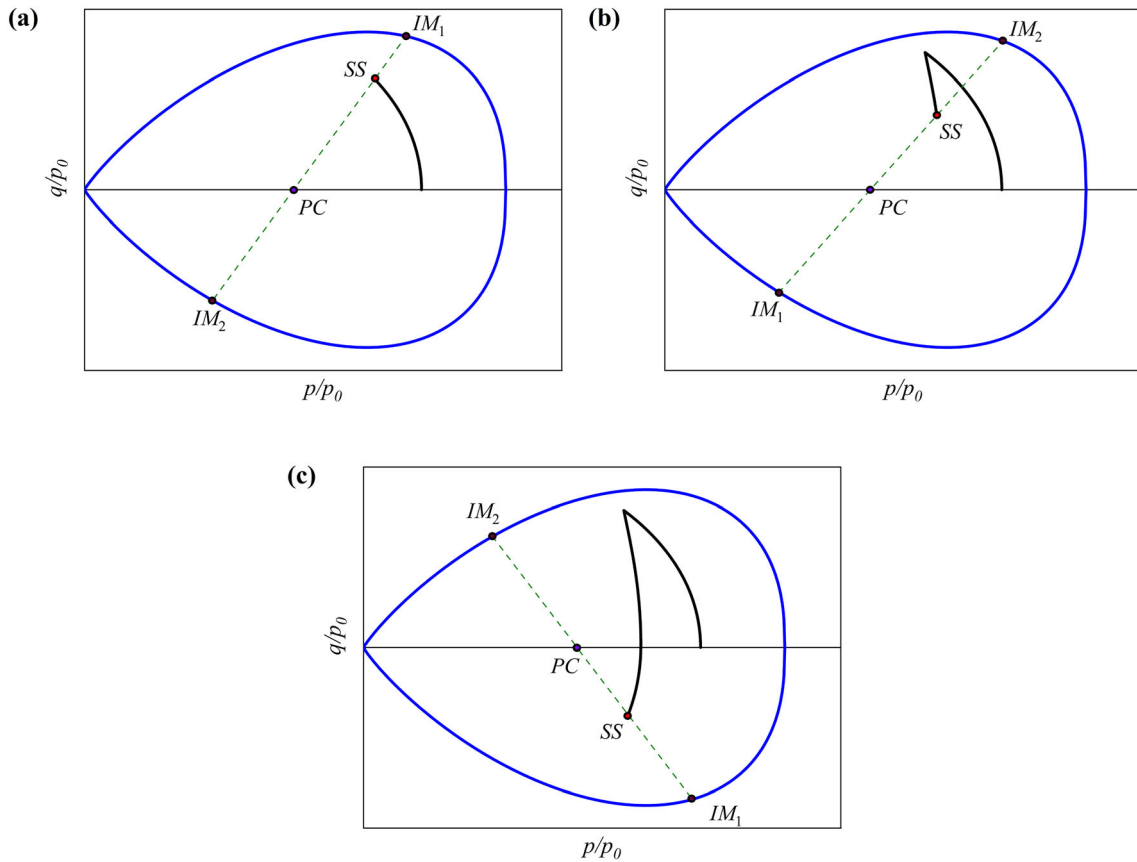 (a)
IM₁
SS
q/p₀
PC
IM₂
p/p₀
(b)
IM₂
SS
q/p₀
PC
IM₁
p/p₀
(c)
IM₂
q/p₀
PC
SS
IM₁
p/p₀